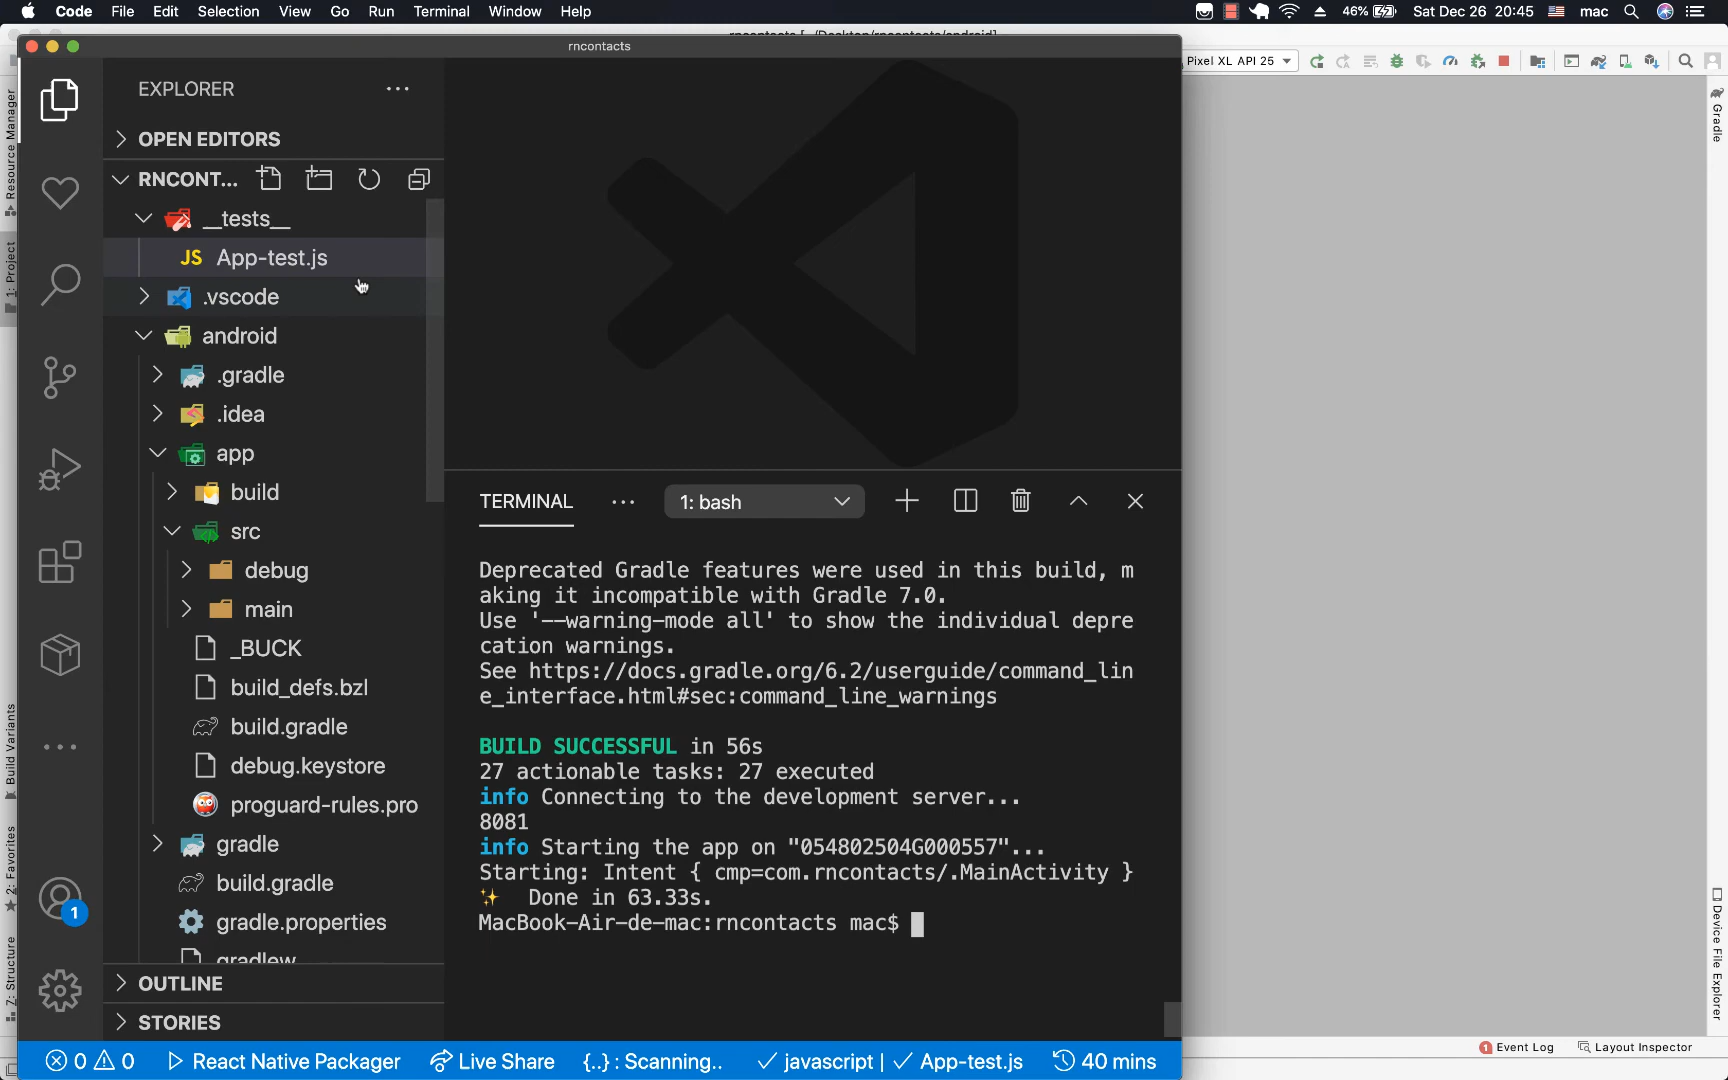 Code File Edit Selection View Go Run Terminal Window Help
46% Sat Dec 26 20:45 mac
rncontacts
Pixel XL API 25
EXPLORER
OPEN EDITORS
RNCONT...
__tests__
JS App-test.js
.vscode
android
.gradle
.idea
app
build
src
debug
main
_BUCK
build_defs.bzl
build.gradle
debug.keystore
proguard-rules.pro
gradle
build.gradle
gradle.properties
gradlew
OUTLINE
STORIES
TERMINAL
1: bash
Deprecated Gradle features were used in this build, m
aking it incompatible with Gradle 7.0.
Use '--warning-mode all' to show the individual depre
cation warnings.
See https://docs.gradle.org/6.2/userguide/command_lin
e_interface.html#sec:command_line_warnings
BUILD SUCCESSFUL in 56s
27 actionable tasks: 27 executed
info Connecting to the development server...
8081
info Starting the app on "054802504G000557"...
Starting: Intent { cmp=com.rncontacts/.MainActivity }
✨ Done in 63.33s.
MacBook-Air-de-mac:rncontacts mac$
1
0 0 React Native Packager Live Share {..} : Scanning.. javascript | App-test.js 40 mins
Resource Manager
1: Project
Build Variants
2: Favorites
Z: Structure
Gradle
Device File Explorer
1 Event Log Layout Inspector